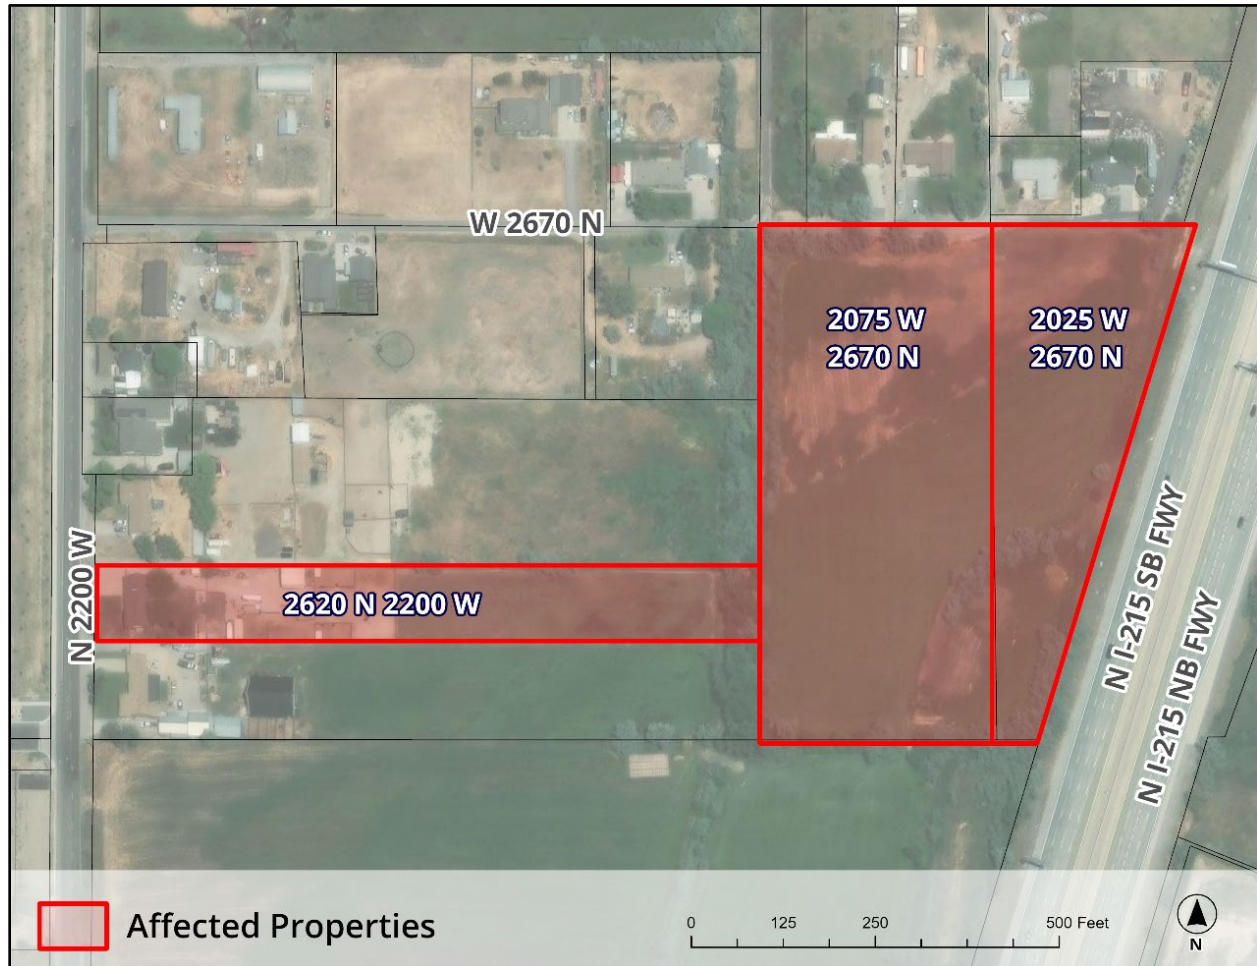 W 2670 N
2075 W
2670 N
2025 W
2670 N
2620 N 2200 W
N 2200 W
N I-215 SB FWY
N I-215 NB FWY
Affected Properties
0 125 250 500 Feet
N